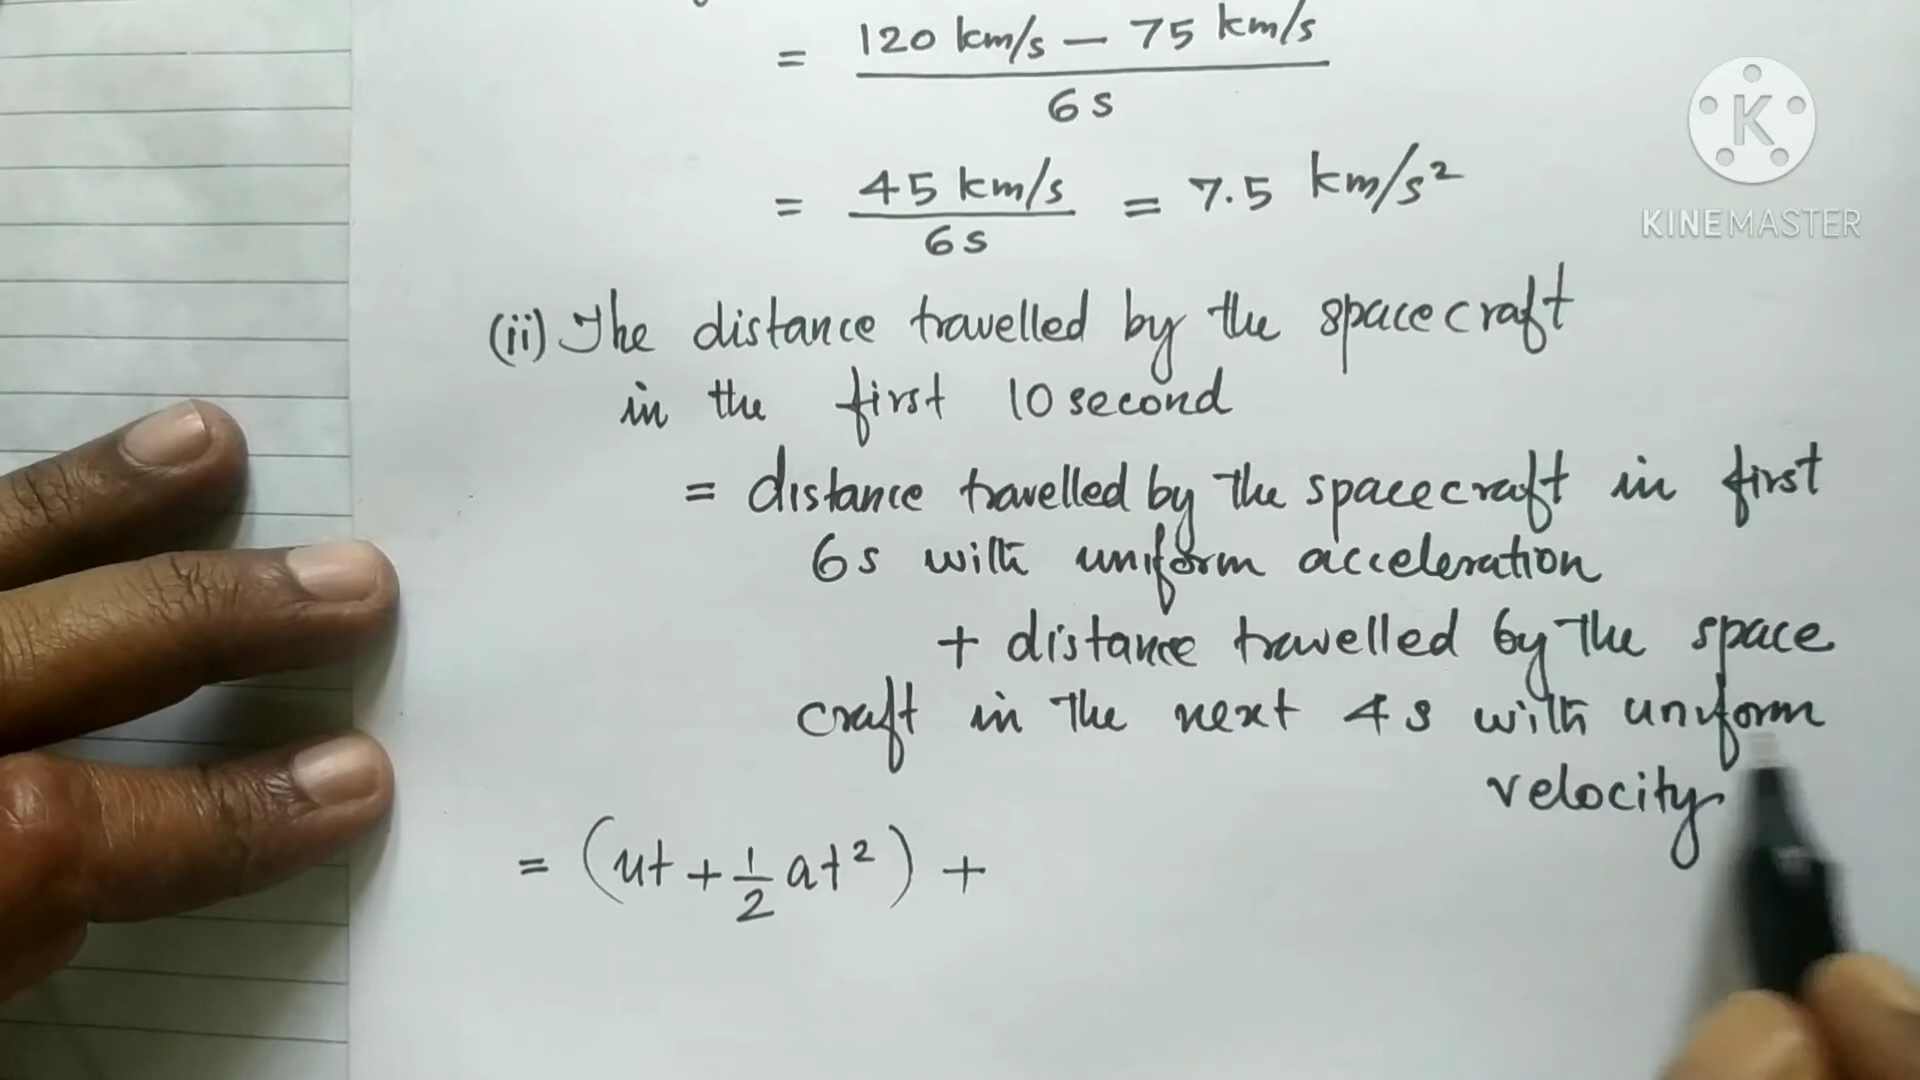 = 120 km/s − 75 km/s
6 s
= 45 km/s = 7.5 km/s²
6 s
K
KINEMASTER
(ii) The distance travelled by the spacecraft
in the first 10 second
= distance travelled by the spacecraft in first
6s with uniform acceleration
+ distance travelled by the space
craft in the next 4 s with uniform
velocity
= (ut + 1/2 at²) +